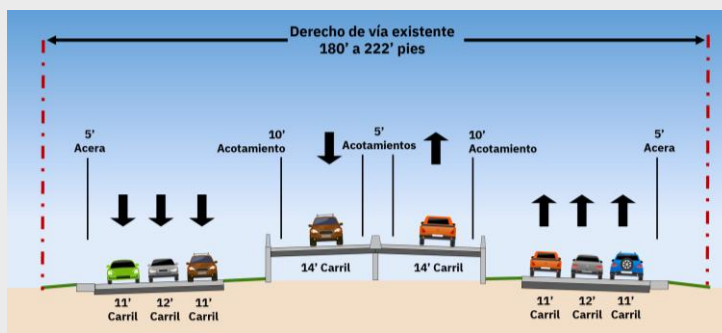 Derecho de vía existente
180' a 222' pies
5'
Acera
10'
Acotamiento
5'
Acotamientos
10'
Acotamiento
5'
Acera
14' Carril
14' Carril
11'
Carril
12'
Carril
11'
Carril
11'
Carril
12'
Carril
11'
Carril